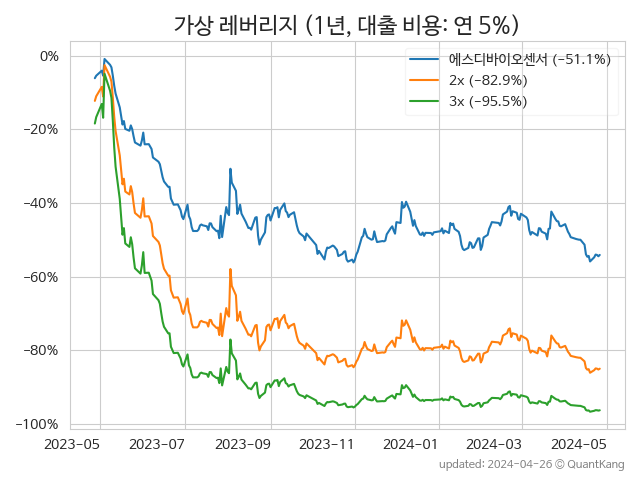 가상 레버리지 (1년, 대출 비용: 연 5%)
에스디바이오센서 (−51.1%)
2x (−82.9%)
3x (−95.5%)
0%
−20%
−40%
−60%
−80%
−100%
2023-05 2023-07 2023-09 2023-11 2024-01 2024-03 2024-05
updated: 2024-04-26 © QuantKang